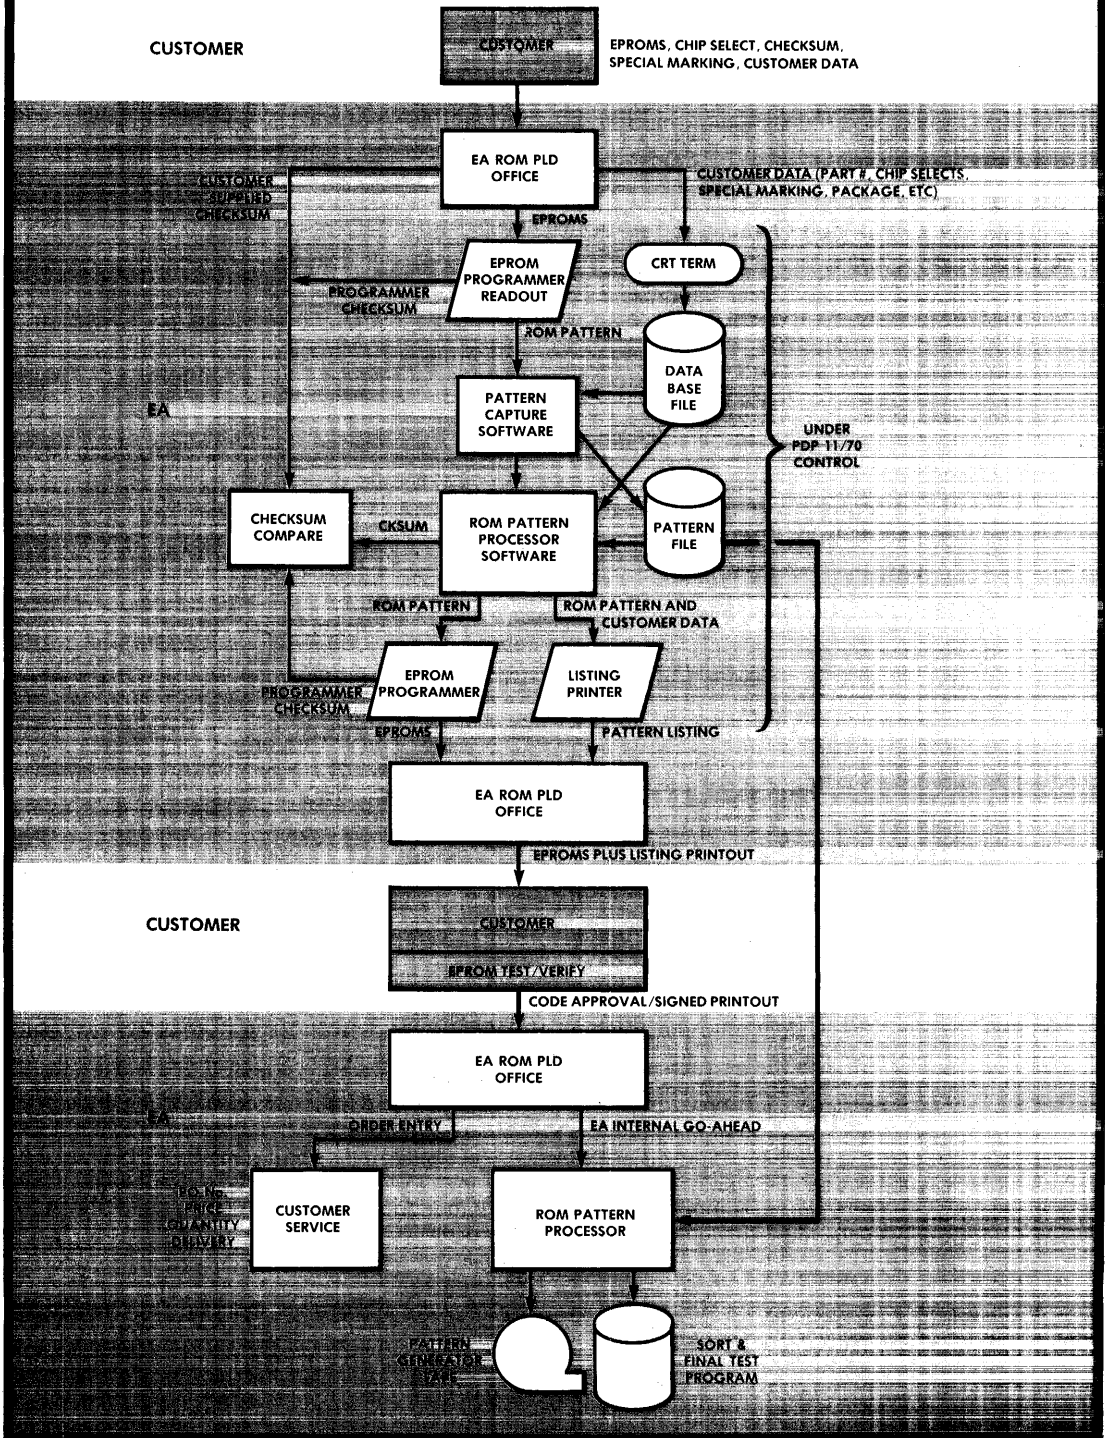 CUSTOMER
CUSTOMER
EPROMS, CHIP SELECT, CHECKSUM,
SPECIAL MARKING, CUSTOMER DATA
EA ROM PLD
OFFICE
CUSTOMER
SUPPLIED
CHECKSUM
CUSTOMER DATA (PART #, CHIP SELECTS,
SPECIAL MARKING, PACKAGE, ETC)
EPROMS
EPROM
PROGRAMMER
READOUT
CRT TERM
PROGRAMMER
CHECKSUM
ROM PATTERN
DATA
BASE
FILE
PATTERN
CAPTURE
SOFTWARE
EA
UNDER
PDP 11/70
CONTROL
CHECKSUM
COMPARE
CKSUM
ROM PATTERN
PROCESSOR
SOFTWARE
PATTERN
FILE
ROM PATTERN
ROM PATTERN AND
CUSTOMER DATA
EPROM
PROGRAMMER
LISTING
PRINTER
PROGRAMMER
CHECKSUM
EPROMS
PATTERN LISTING
EA ROM PLD
OFFICE
EPROMS PLUS LISTING PRINTOUT
CUSTOMER
CUSTOMER
EPROM TEST/VERIFY
CODE APPROVAL/SIGNED PRINTOUT
EA ROM PLD
OFFICE
EA
ORDER ENTRY
EA INTERNAL GO-AHEAD
P.O. No.
PRICE
QUANTITY
DELIVERY
CUSTOMER
SERVICE
ROM PATTERN
PROCESSOR
PATTERN
GENERATOR
TAPE
SORT &
FINAL TEST
PROGRAM